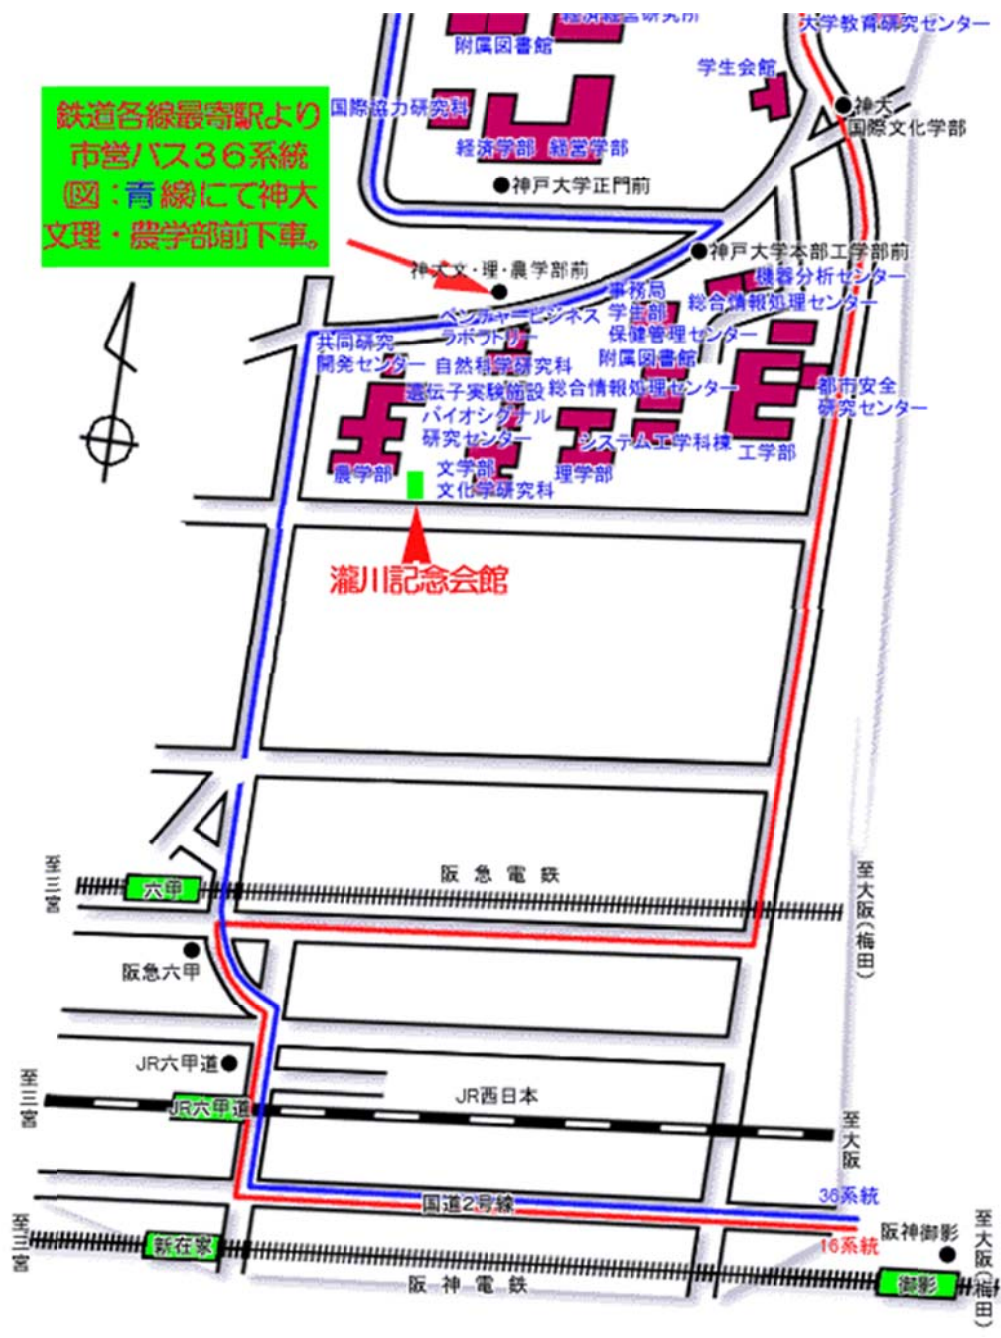 経済経営研究所
大学教育研究センター
附属図書館
学生会館
鉄道各線最寄駅より
市営バス36系統
(図:青線)にて神大
文理・農学部前下車。
国際協力研究科
神大
国際文化学部
経済学部 経営学部
神戸大学正門前
神戸大学本部工学部前
神大文・理・農学部前
機器分析センター
事務局
学生部
総合情報処理センター
ベンチャービジネス
ラボラトリー
保健管理センター
共同研究
開発センター
自然科学研究科
附属図書館
遺伝子実験施設
総合情報処理センター
都市安全
研究センター
バイオシグナル
研究センター
システム工学科棟
工学部
農学部
文学部
文化学研究科
理学部
瀧川記念会館
至三宮
六甲
阪急電鉄
至大阪(梅田)
阪急六甲
JR六甲道
至三宮
JR六甲道
JR西日本
至大阪
国道2号線
36系統
16系統
至三宮
新在家
阪神電鉄
阪神御影
御影
至大阪(梅田)